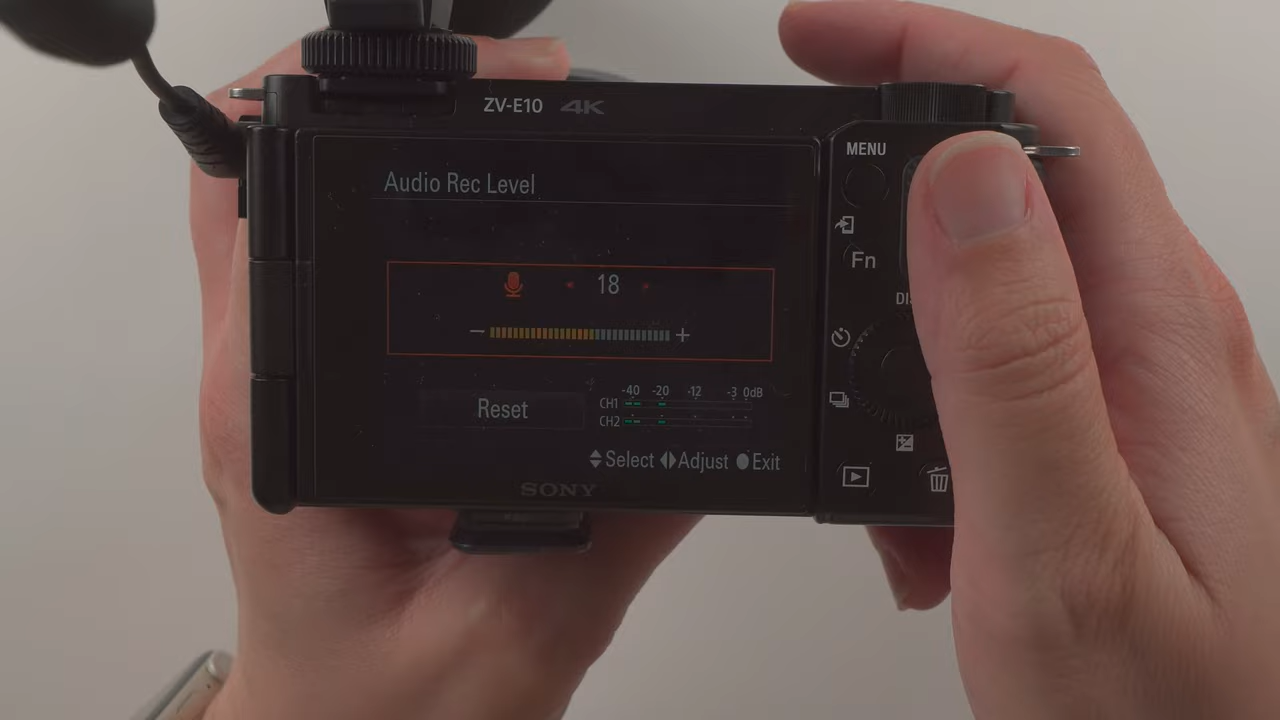 ZV-E10 4K
MENU
Audio Rec Level
Fn
18
− +
-40 -20 -12 -3 0dB
CH1
Reset
CH2
Select Adjust Exit
SONY